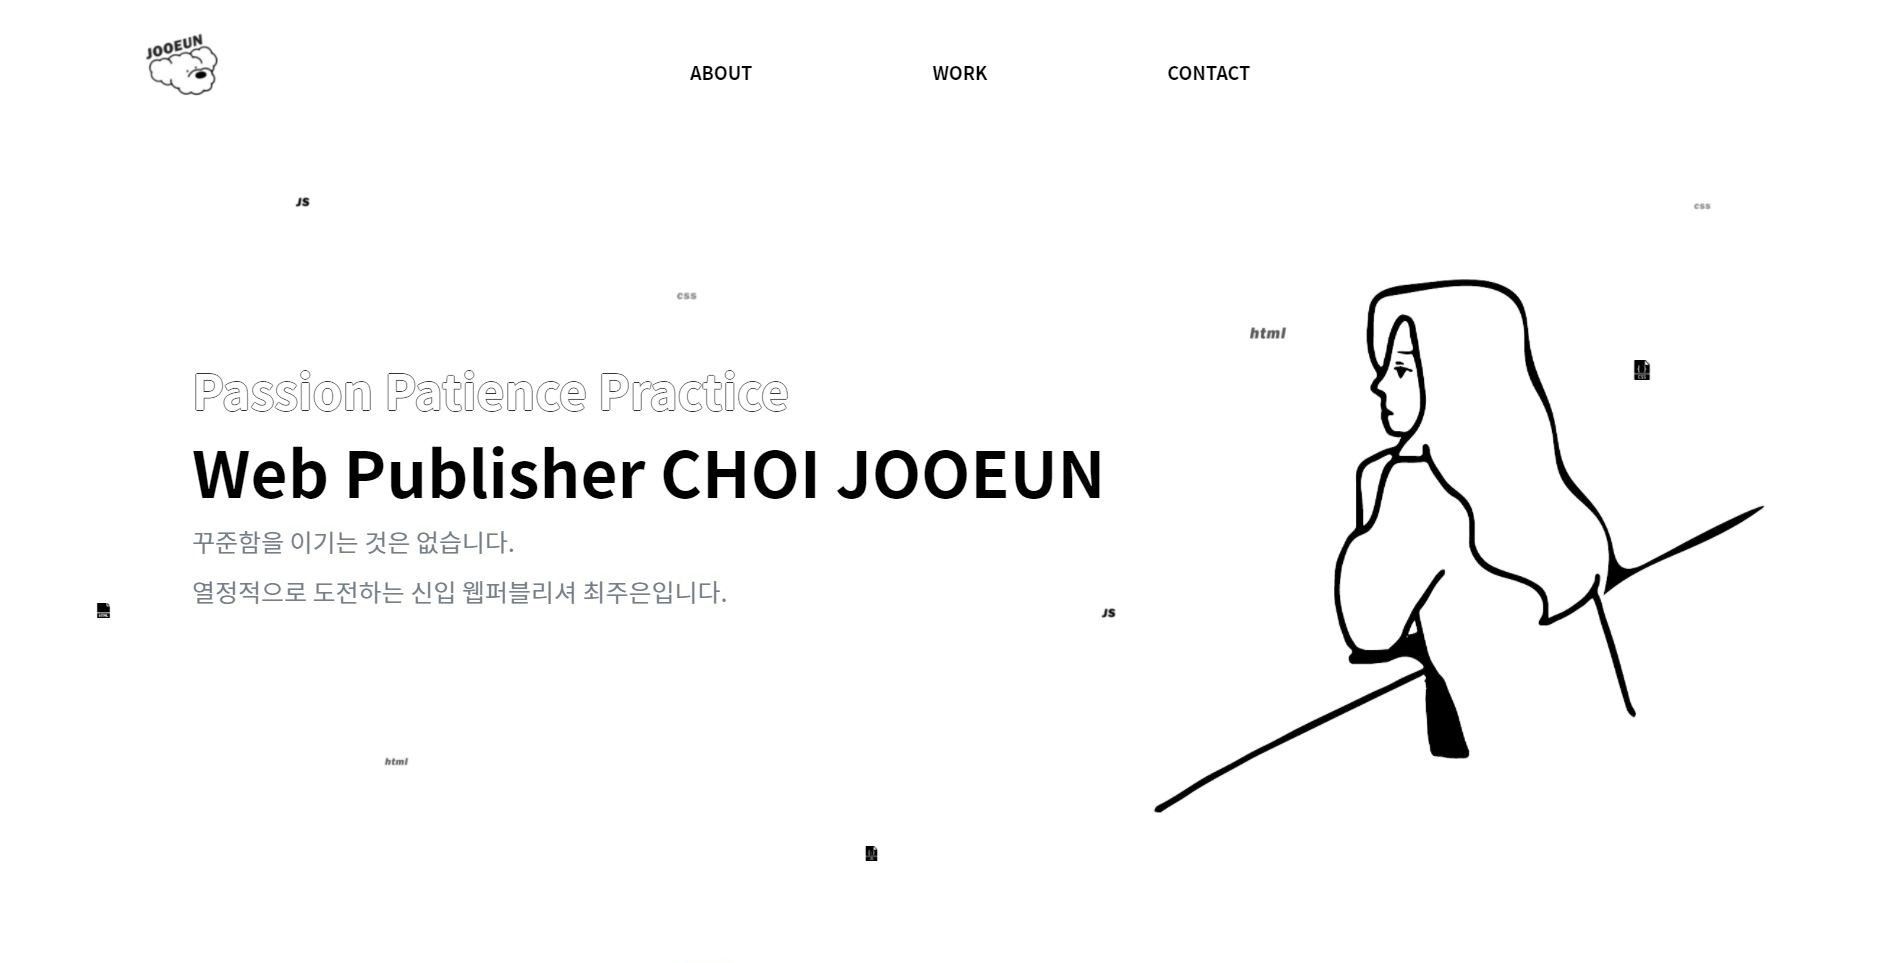 JOOEUN
ABOUT
WORK
CONTACT
JS
css
css
html
Passion Patience Practice
Web Publisher CHOI JOOEUN
꾸준함을 이기는 것은 없습니다.
열정적으로 도전하는 신입 웹퍼블리셔 최주은입니다.
JS
html